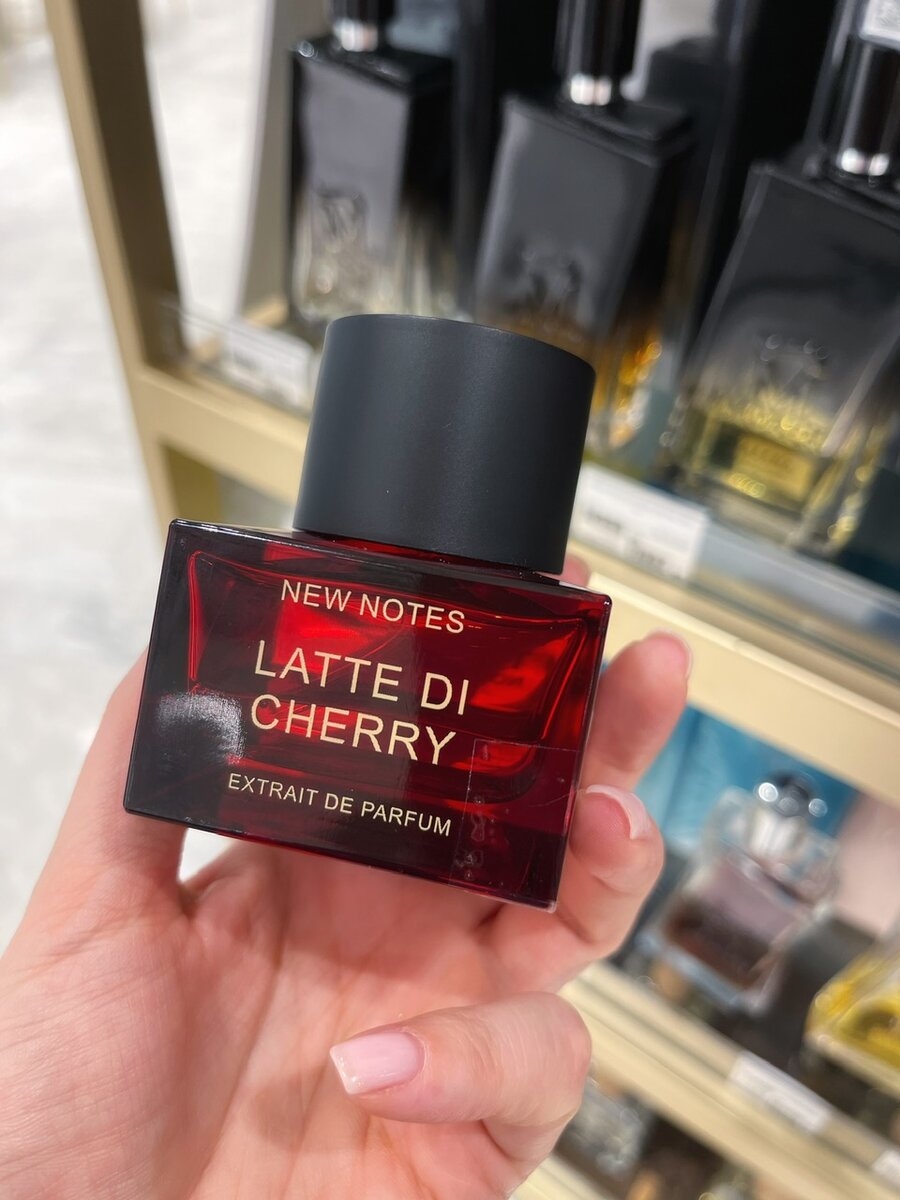 NEW NOTES
LATTE DI
CHERRY
EXTRAIT DE PARFUM